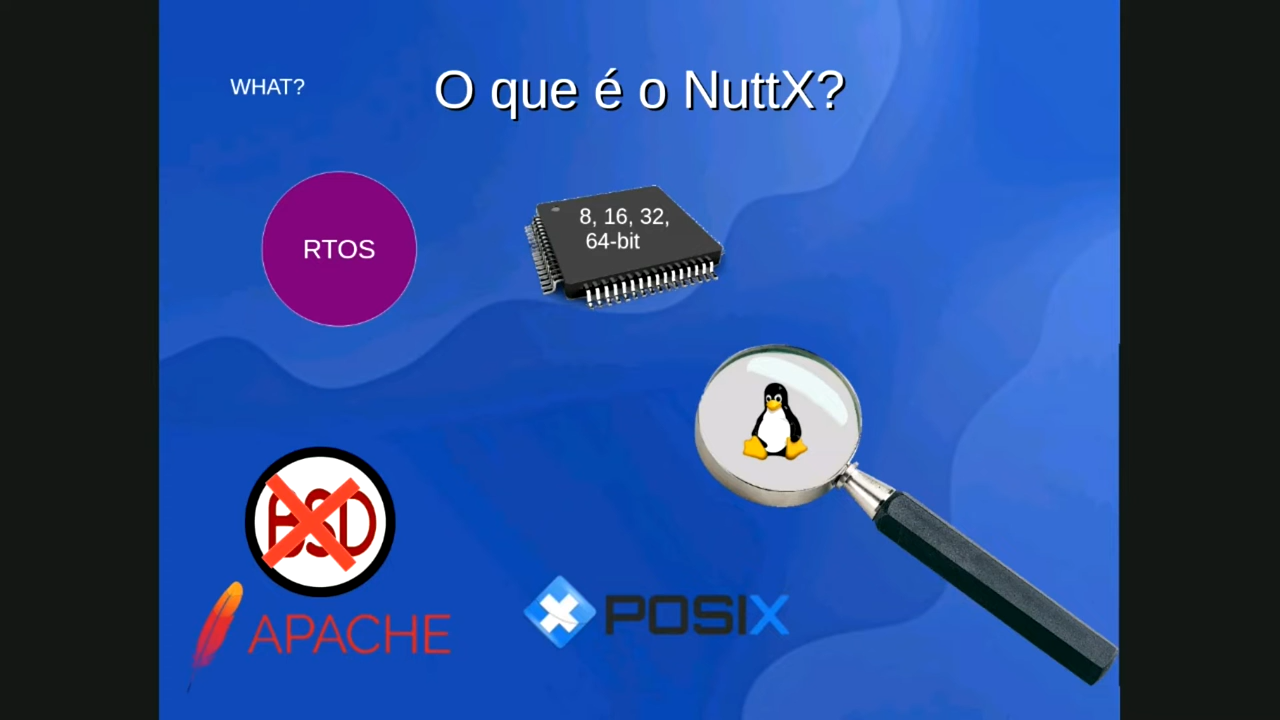 WHAT?
O que é o NuttX?
RTOS
8, 16, 32,
64-bit
BSD
APACHE
POSIX